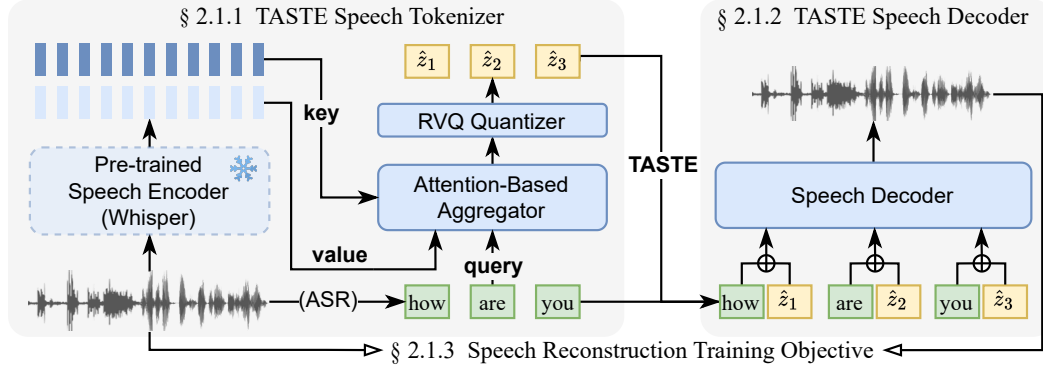 § 2.1.1 TASTE Speech Tokenizer
§ 2.1.2 TASTE Speech Decoder
ẑ₁ ẑ₂ ẑ₃
key
RVQ Quantizer
Pre-trained
Speech Encoder
(Whisper)
Attention-Based
Aggregator
TASTE
Speech Decoder
value
query
(ASR)
how are you
how ẑ₁ are ẑ₂ you ẑ₃
§ 2.1.3 Speech Reconstruction Training Objective